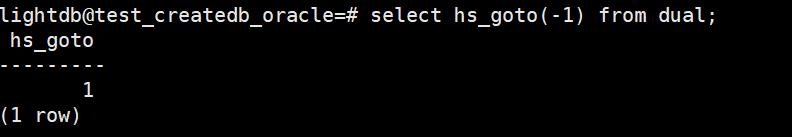 lightdb@test_createdb_oracle=# select hs_goto(-1) from dual;
 hs_goto
---------
       1
(1 row)